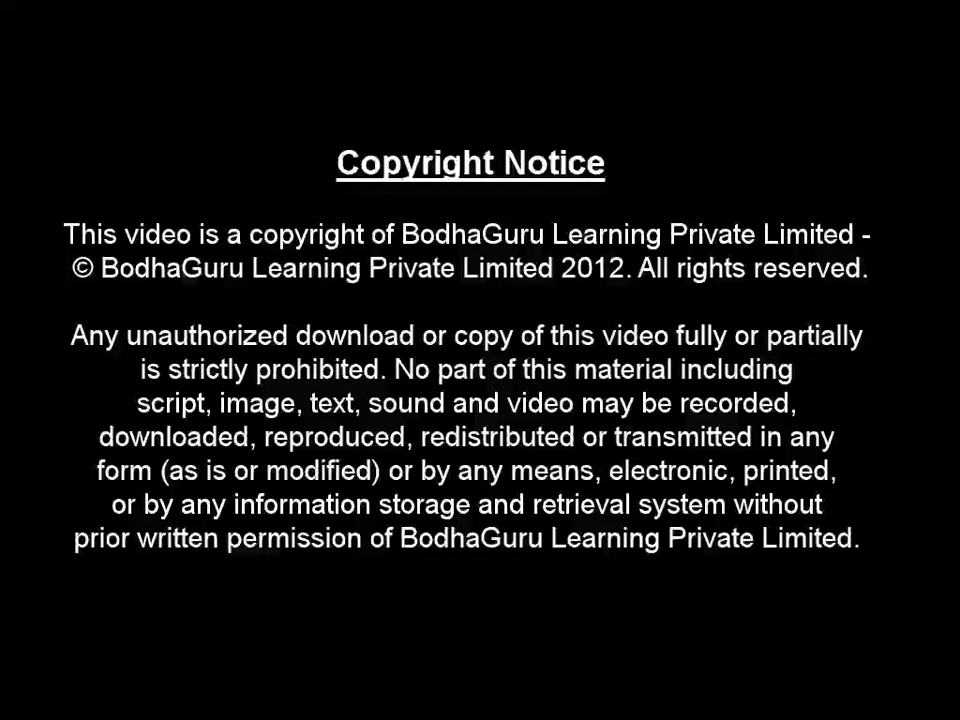 Copyright Notice
This video is a copyright of BodhaGuru Learning Private Limited -
© BodhaGuru Learning Private Limited 2012. All rights reserved.
Any unauthorized download or copy of this video fully or partially
is strictly prohibited. No part of this material including
script, image, text, sound and video may be recorded,
downloaded, reproduced, redistributed or transmitted in any
form (as is or modified) or by any means, electronic, printed,
or by any information storage and retrieval system without
prior written permission of BodhaGuru Learning Private Limited.